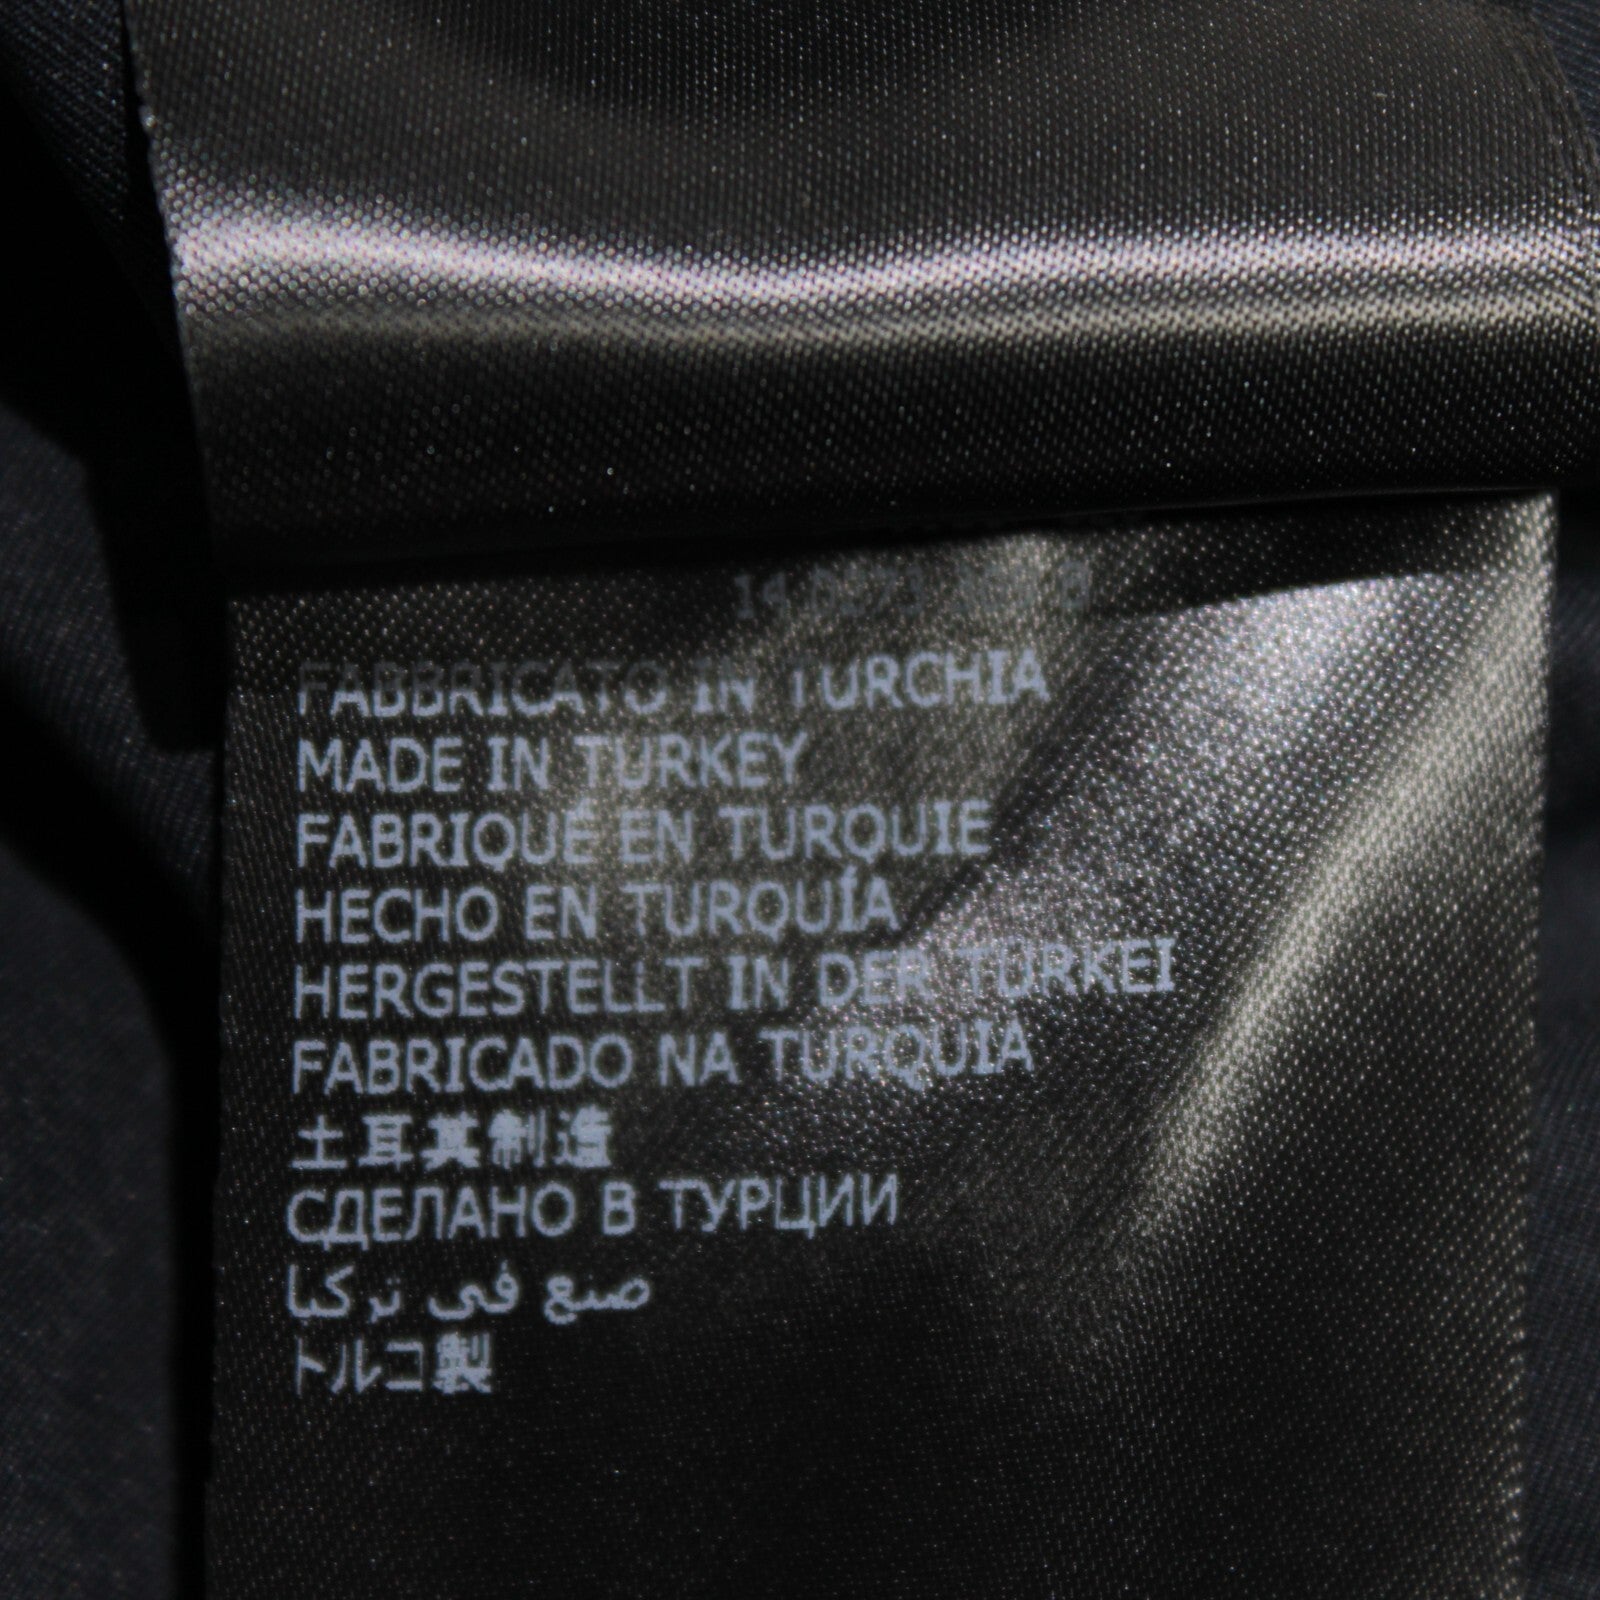 FABBRICATO IN TURCHIA
MADE IN TURKEY
FABRIQUÉ EN TURQUIE
HECHO EN TURQUÍA
HERGESTELLT IN DER TÜRKEI
FABRICADO NA TURQUIA
土耳其制造
СДЕЛАНО В ТУРЦИИ
صنع في تركيا
トルコ製